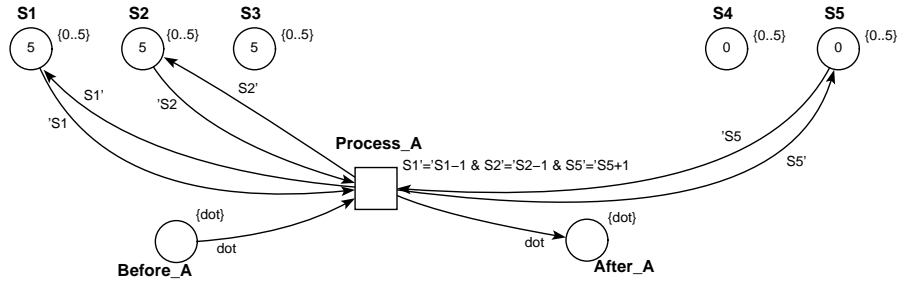 S1 S2 S3 S4 S5
{0..5} {0..5} {0..5} {0..5} {0..5}
5 5 5 0 0
S1’ S2’
’S1 ’S2 ’S5
Process_A
S1’=’S1−1 & S2’=’S2−1 & S5’=’S5+1 S5’
{dot} {dot}
dot dot
Before_A After_A